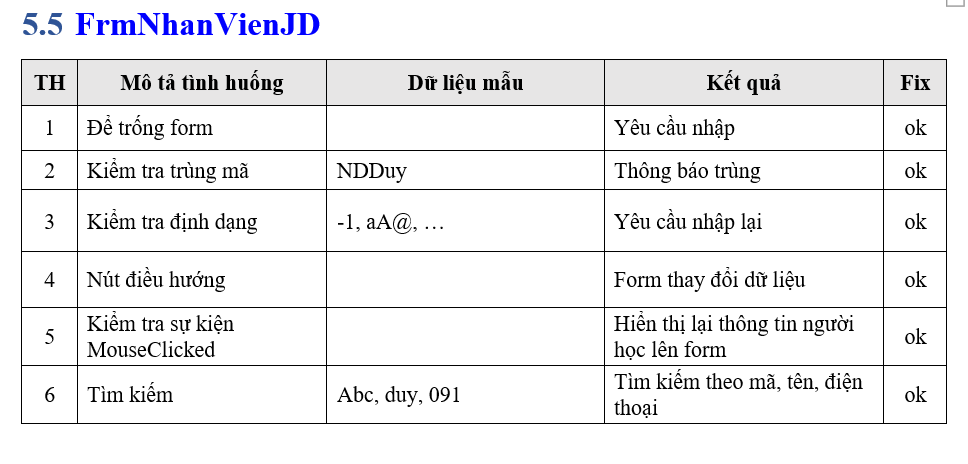 5.5 FrmNhanVienJD
TH Mô tả tình huống Dữ liệu mẫu Kết quả Fix
1 Để trống form Yêu cầu nhập ok
2 Kiểm tra trùng mã NDDuy Thông báo trùng ok
3 Kiểm tra định dạng -1, aA@, … Yêu cầu nhập lại ok
4 Nút điều hướng Form thay đổi dữ liệu ok
5 Kiểm tra sự kiện MouseClicked Hiển thị lại thông tin người học lên form ok
6 Tìm kiếm Abc, duy, 091 Tìm kiếm theo mã, tên, điện thoại ok